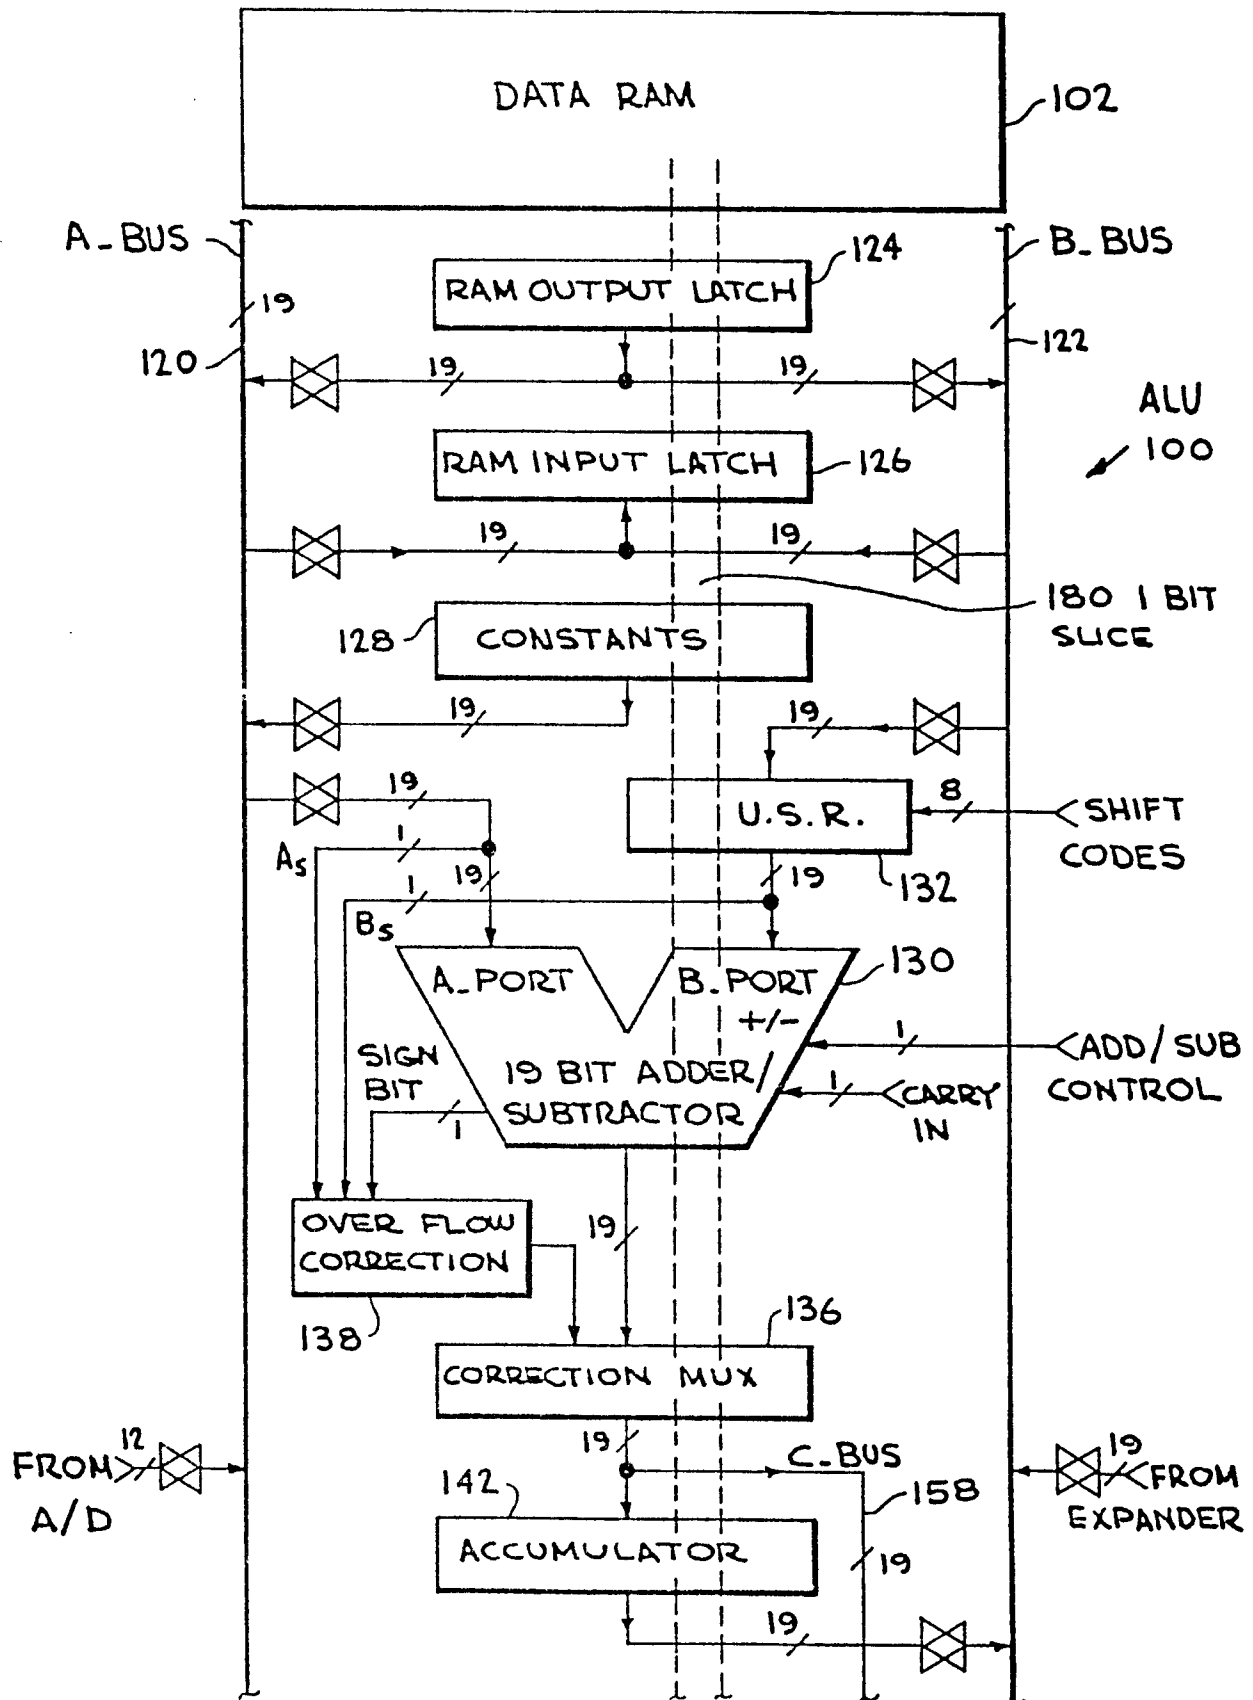 DATA RAM
102
A_BUS
B_BUS
124
RAM OUTPUT LATCH
19
120
122
19
19
ALU
100
RAM INPUT LATCH
126
19
19
180 1 BIT
SLICE
128
CONSTANTS
19
19
19
U.S.R.
8
SHIFT
CODES
As
1
19
19
132
1
Bs
A_PORT
B_PORT
130
+/-
1
ADD/SUB
CONTROL
SIGN
BIT
19 BIT ADDER/
SUBTRACTOR
1
CARRY
IN
1
OVER FLOW
CORRECTION
19
138
136
CORRECTION MUX
19
C_BUS
12
FROM
A/D
19
FROM
EXPANDER
142
158
ACCUMULATOR
19
19